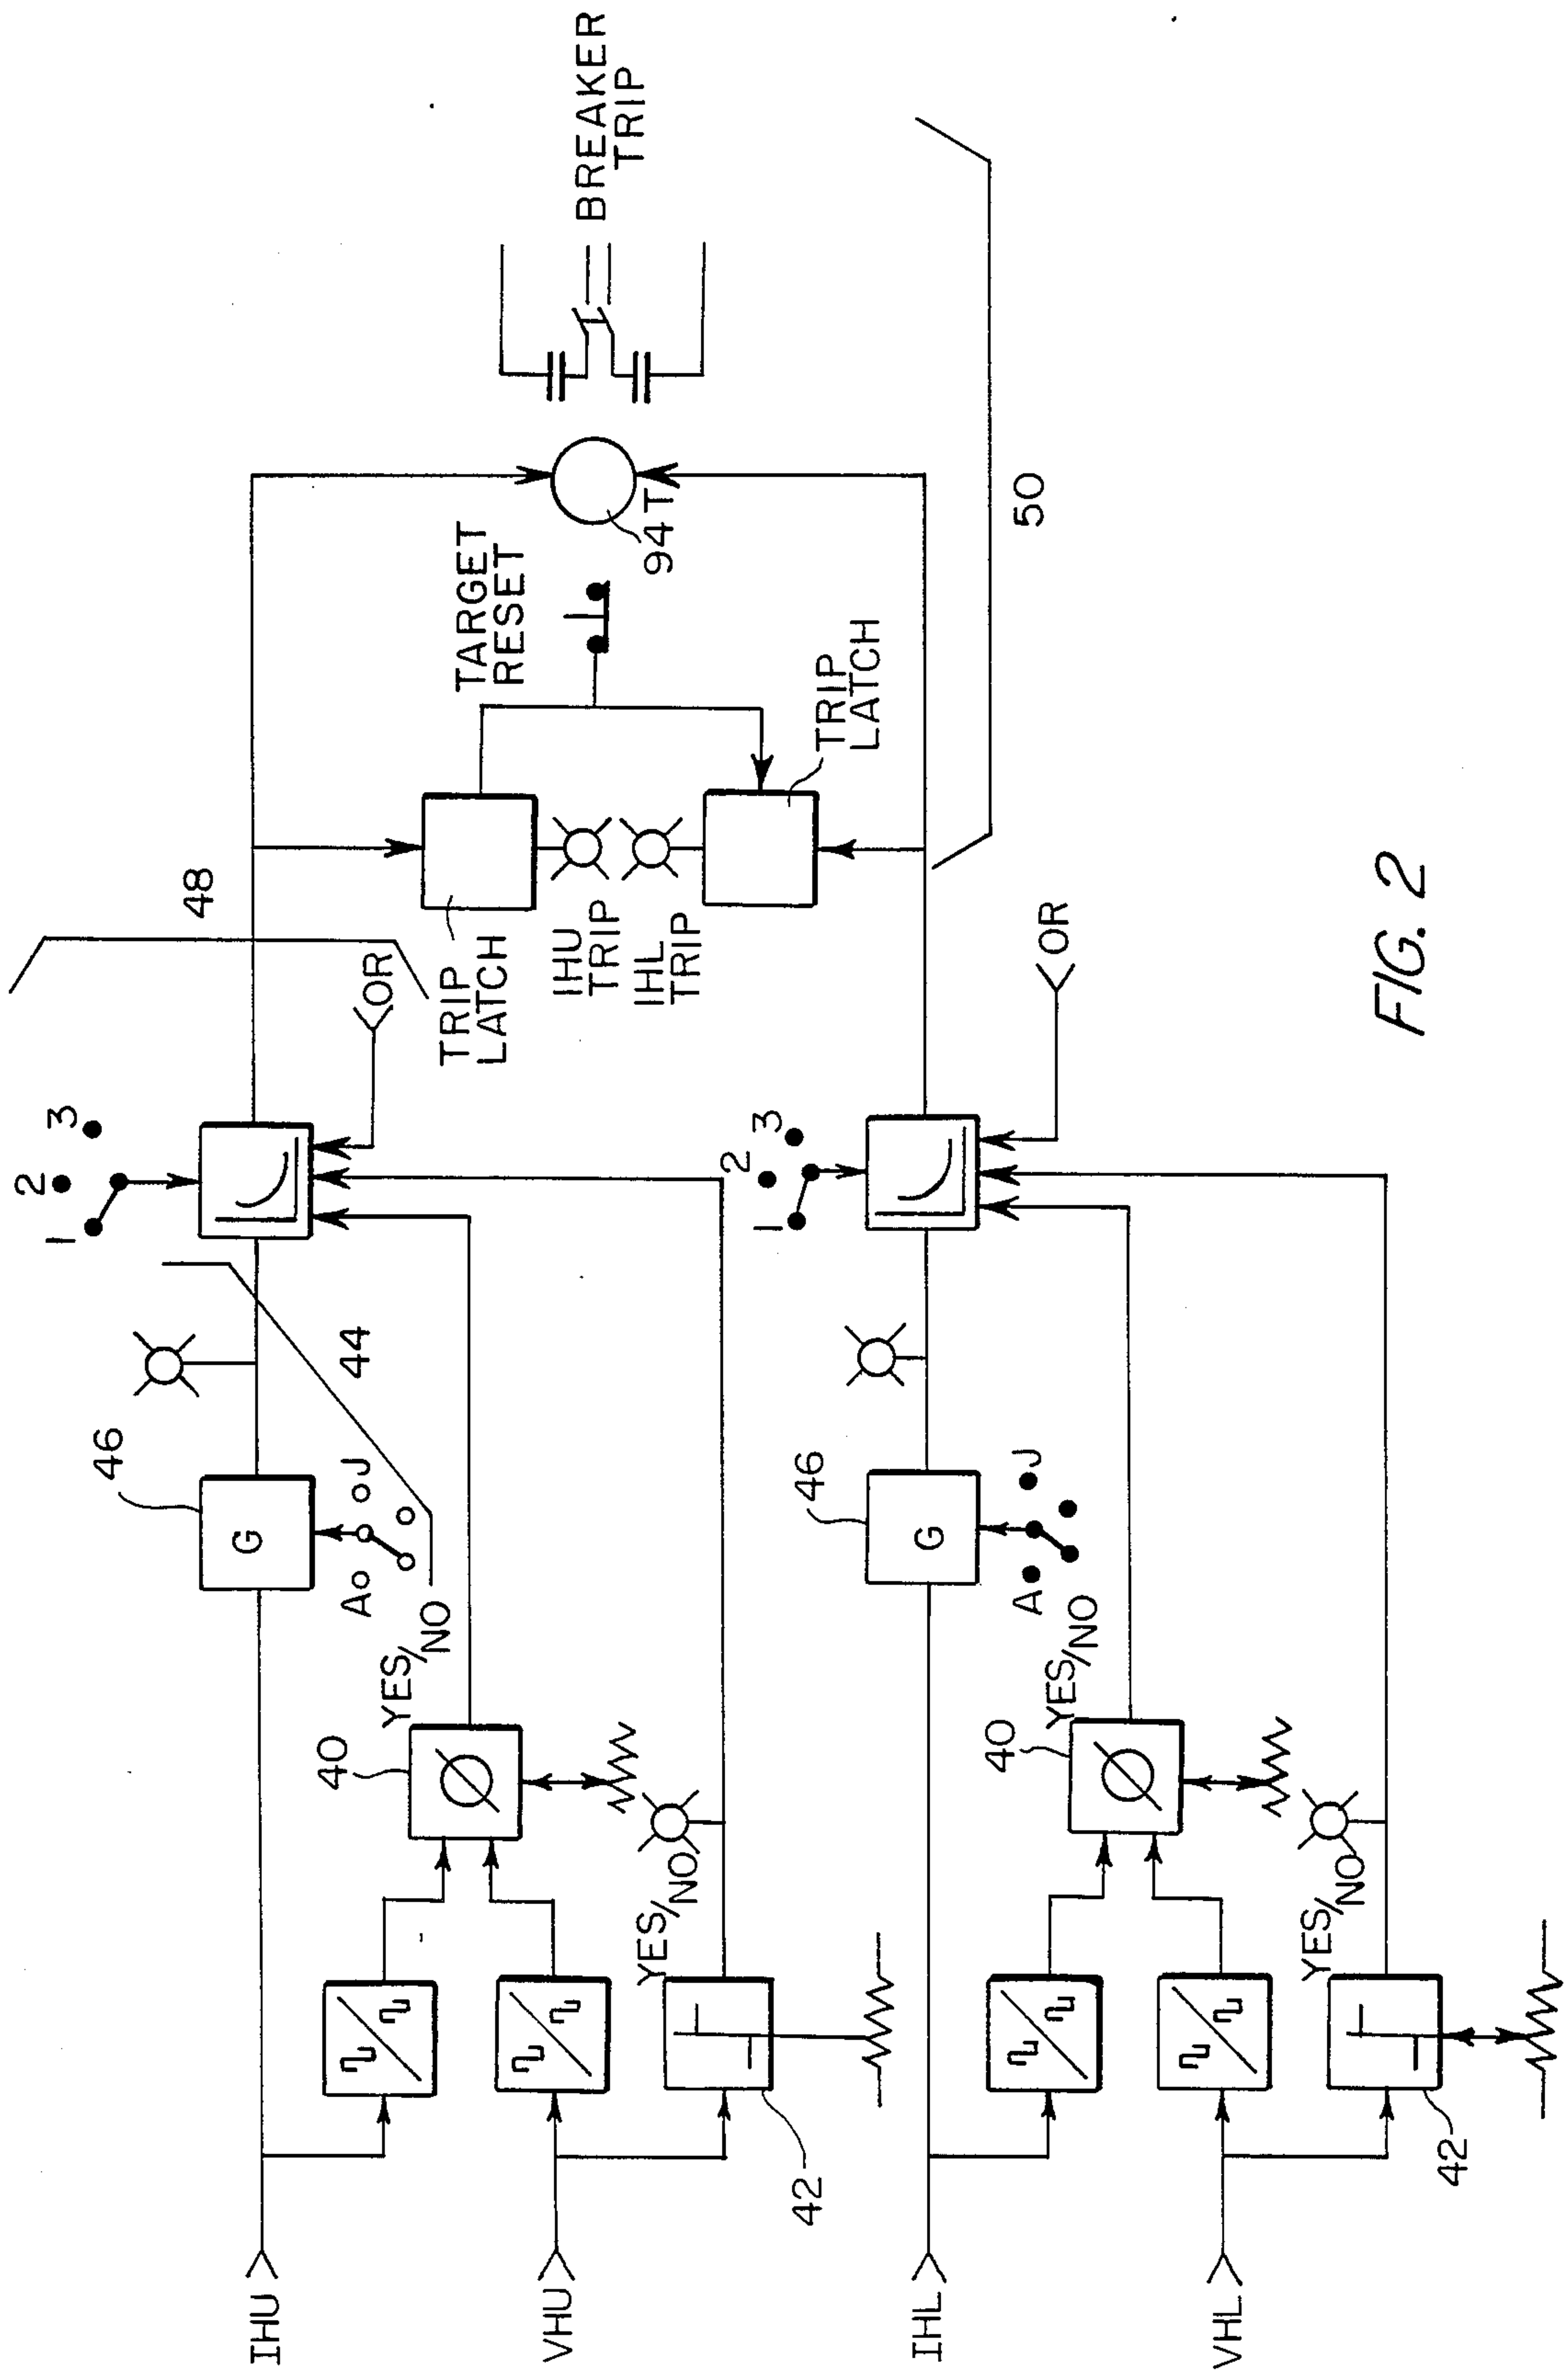 IHU
VHU
IHL
VHL
46
G
A
J
44
1
2
3
48
OR
40
YES/
NO
YES/
NO
42
TRIP
LATCH
IHU
TRIP
IHL
TRIP
TARGET
RESET
94T
BREAKER
TRIP
TRIP
LATCH
50
46
G
A
J
1
2
3
OR
40
YES/
NO
YES/
NO
42
FIG. 2